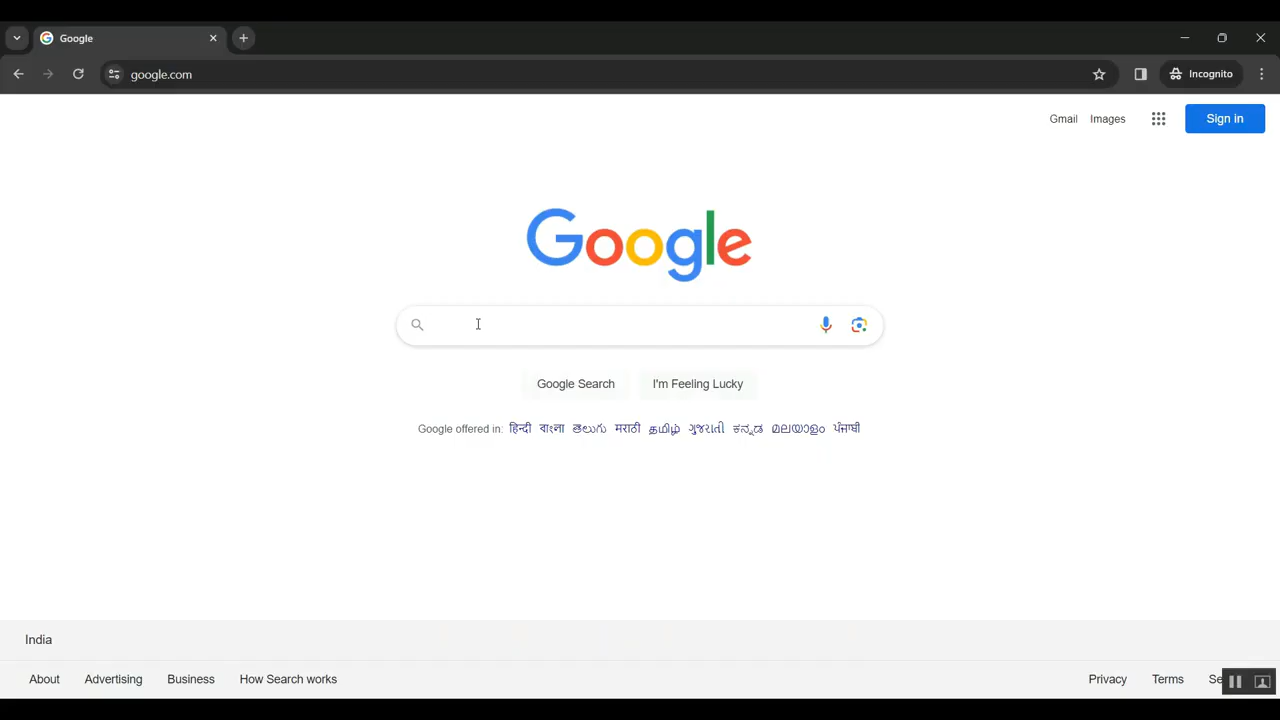 Google
google.com
Incognito
Gmail Images Sign in
Google
Google Search I'm Feeling Lucky
Google offered in: हिन्दी বাংলা తెలుగు मराठी தமிழ் ગુજરાતી ಕನ್ನಡ മലയാളം ਪੰਜਾਬੀ
India
About Advertising Business How Search works Privacy Terms Se